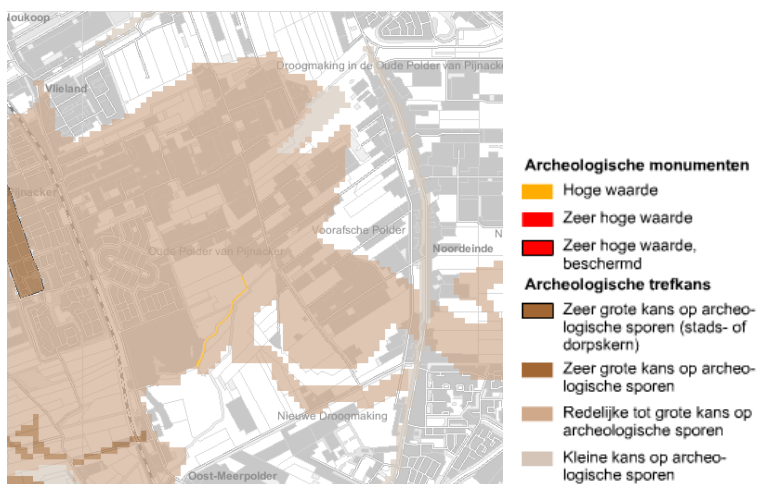 Noukoop
Droogmaking in de Oude Polder van Pijnacke
Vlieland
Pijnacker
Voorafsche Polder
Oude Polder van Pijnacker
Noordeinde
N
Nieuwe Droogmaking
Oost-Meerpolder
Archeologische monumenten
Hoge waarde
Zeer hoge waarde
Zeer hoge waarde,
beschermd
Archeologische trefkans
Zeer grote kans op archeo-
logische sporen (stads- of
dorpskern)
Zeer grote kans op archeo-
logische sporen
Redelijke tot grote kans op
archeologische sporen
Kleine kans op archeo-
logische sporen